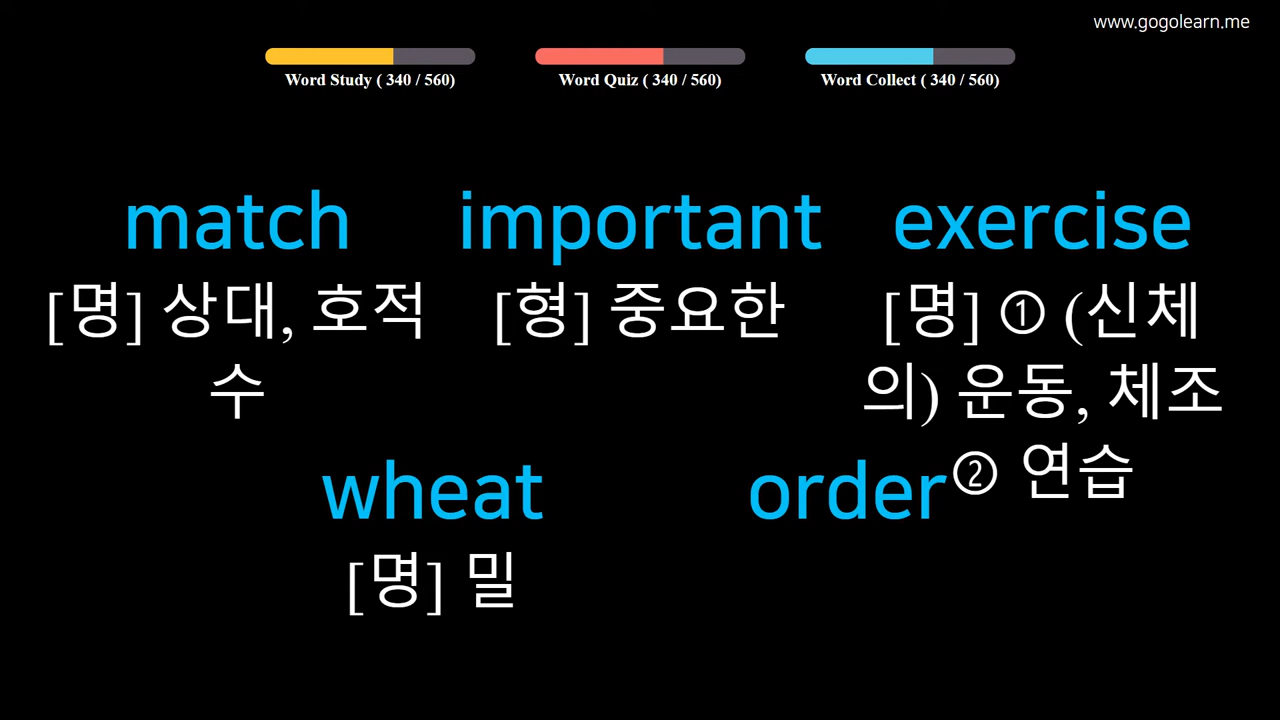 www.gogolearn.me
Word Study ( 340 / 560)
Word Quiz ( 340 / 560)
Word Collect ( 340 / 560)
match
[명] 상대, 호적
수
important
[형] 중요한
exercise
[명] ① (신체
의) 운동, 체조
② 연습
wheat
[명] 밀
order